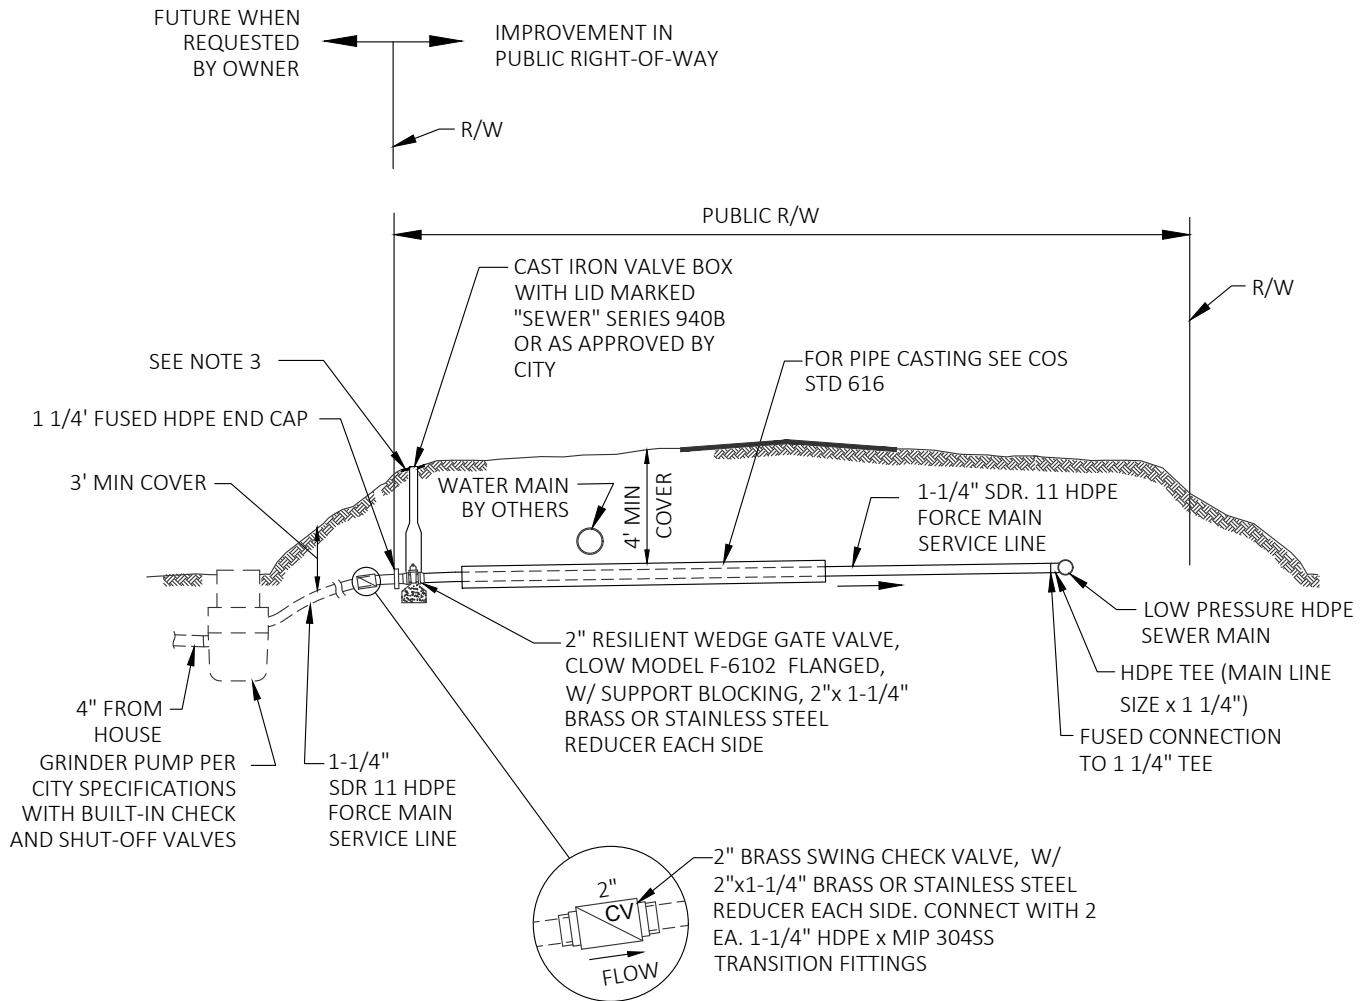 FUTURE WHEN
REQUESTED
BY OWNER
IMPROVEMENT IN
PUBLIC RIGHT-OF-WAY
R/W
PUBLIC R/W
CAST IRON VALVE BOX
WITH LID MARKED
"SEWER" SERIES 940B
OR AS APPROVED BY
CITY
R/W
SEE NOTE 3
FOR PIPE CASTING SEE COS
STD 616
1 1/4' FUSED HDPE END CAP
3' MIN COVER
WATER MAIN
BY OTHERS
4' MIN
COVER
1-1/4" SDR. 11 HDPE
FORCE MAIN
SERVICE LINE
LOW PRESSURE HDPE
SEWER MAIN
2" RESILIENT WEDGE GATE VALVE,
CLOW MODEL F-6102 FLANGED,
W/ SUPPORT BLOCKING, 2"x 1-1/4"
BRASS OR STAINLESS STEEL
REDUCER EACH SIDE
HDPE TEE (MAIN LINE
SIZE x 1 1/4")
FUSED CONNECTION
TO 1 1/4" TEE
4" FROM
HOUSE
GRINDER PUMP PER
CITY SPECIFICATIONS
WITH BUILT-IN CHECK
AND SHUT-OFF VALVES
1-1/4"
SDR 11 HDPE
FORCE MAIN
SERVICE LINE
2"
CV
FLOW
2" BRASS SWING CHECK VALVE, W/
2"x1-1/4" BRASS OR STAINLESS STEEL
REDUCER EACH SIDE. CONNECT WITH 2
EA. 1-1/4" HDPE x MIP 304SS
TRANSITION FITTINGS